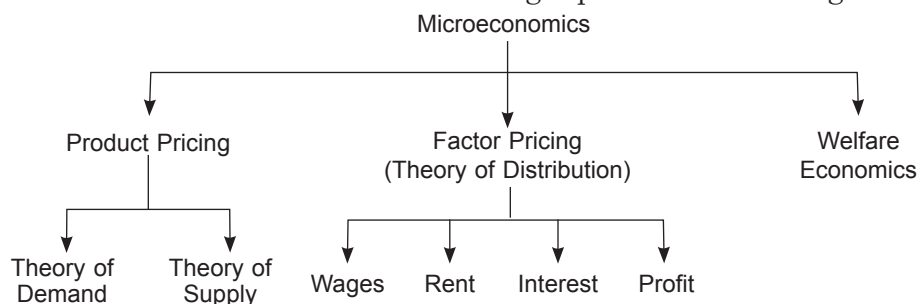 Microeconomics
Product Pricing
Factor Pricing
(Theory of Distribution)
Welfare
Economics
Theory of
Demand
Theory of
Supply
Wages
Rent
Interest
Profit